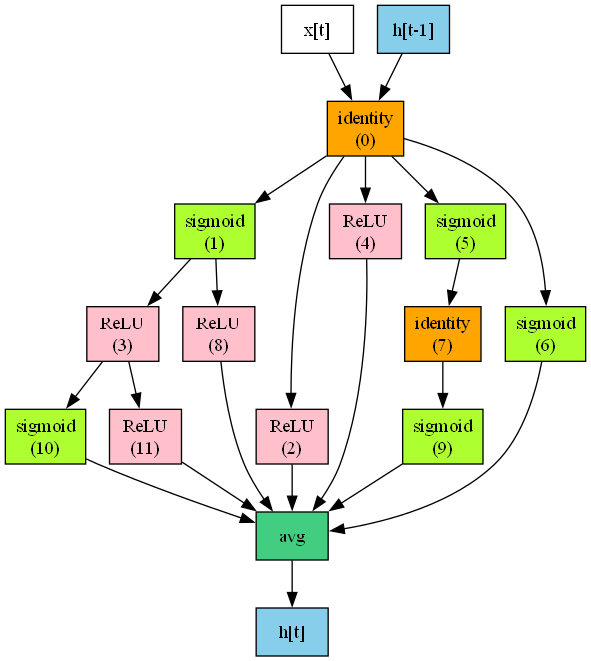 x[t]
h[t-1]
identity
(0)
sigmoid
(1)
ReLU
(4)
sigmoid
(5)
ReLU
(3)
ReLU
(8)
identity
(7)
sigmoid
(6)
sigmoid
(10)
ReLU
(11)
ReLU
(2)
sigmoid
(9)
avg
h[t]